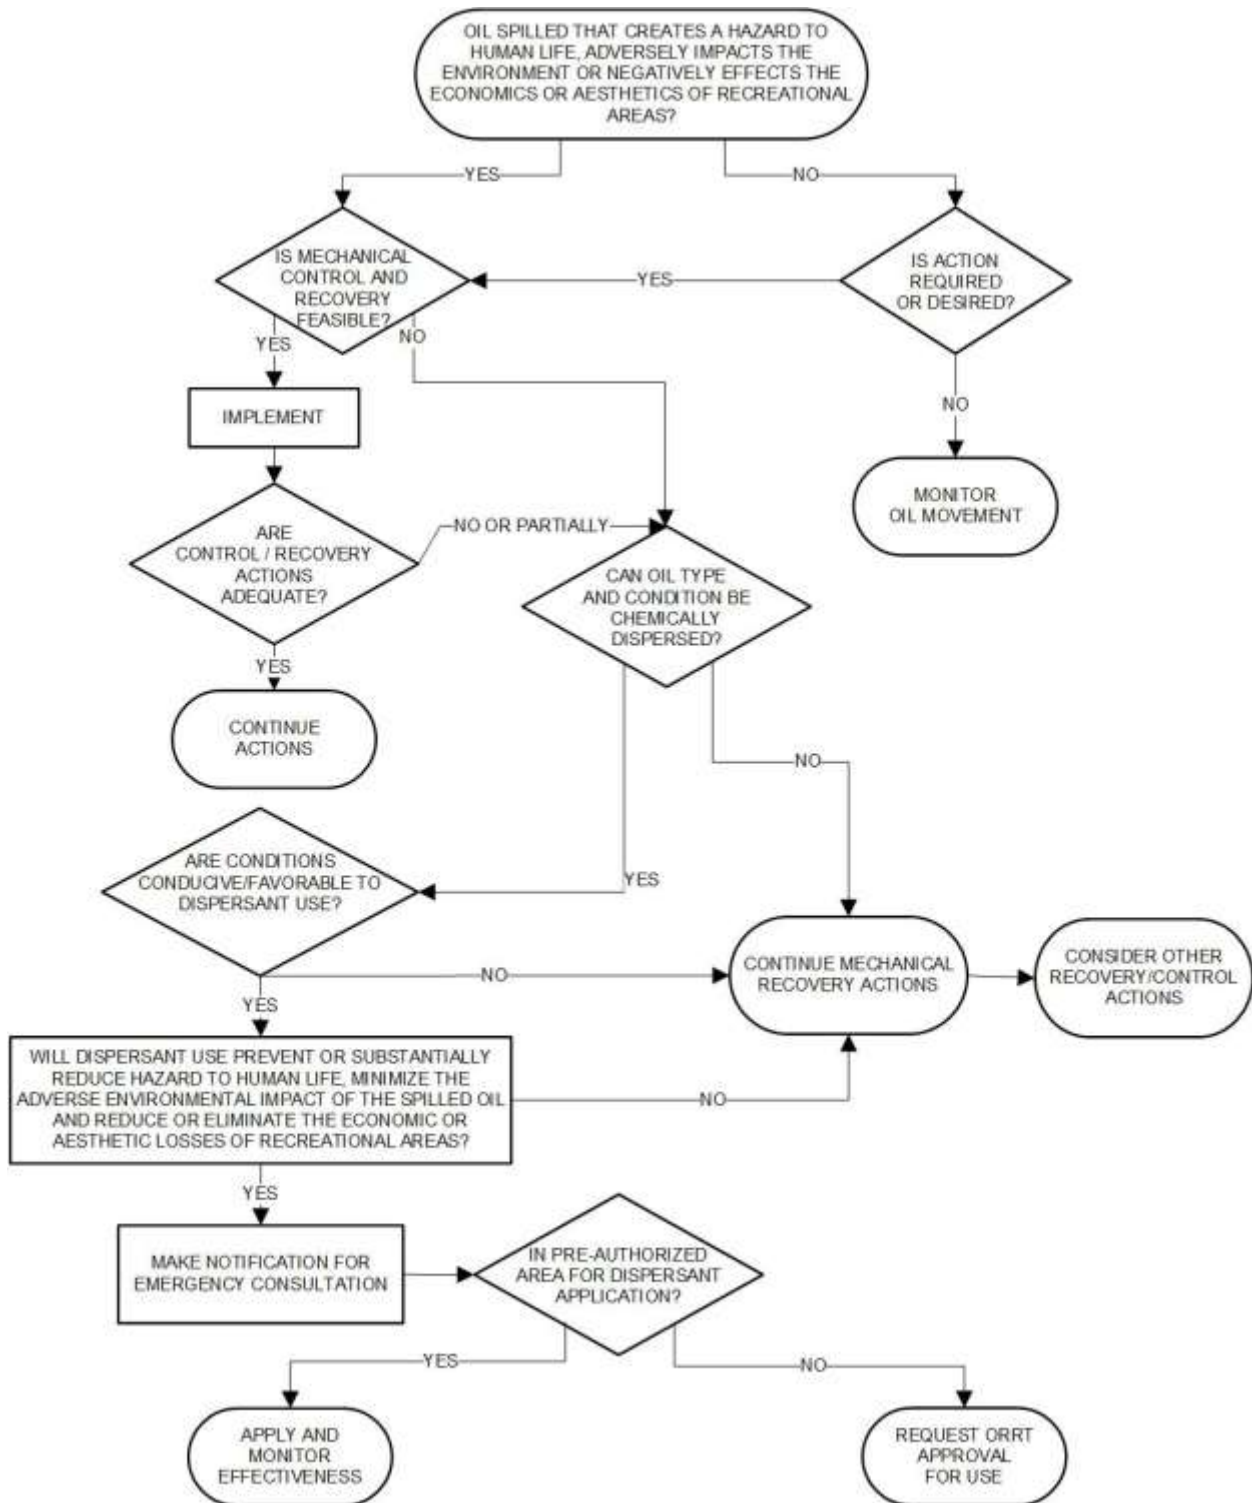 OIL SPILLED THAT CREATES A HAZARD TO
HUMAN LIFE, ADVERSELY IMPACTS THE
ENVIRONMENT OR NEGATIVELY EFFECTS THE
ECONOMICS OR AESTHETICS OF RECREATIONAL
AREAS?
YES
NO
IS MECHANICAL
CONTROL AND
RECOVERY
FEASIBLE?
YES
IS ACTION
REQUIRED
OR DESIRED?
YES
NO
IMPLEMENT
NO
MONITOR
OIL MOVEMENT
ARE
CONTROL / RECOVERY
ACTIONS
ADEQUATE?
NO OR PARTIALLY
CAN OIL TYPE
AND CONDITION BE
CHEMICALLY
DISPERSED?
YES
CONTINUE
ACTIONS
NO
ARE CONDITIONS
CONDUCIVE/FAVORABLE TO
DISPERSANT USE?
YES
NO
CONTINUE MECHANICAL
RECOVERY ACTIONS
CONSIDER OTHER
RECOVERY/CONTROL
ACTIONS
YES
WILL DISPERSANT USE PREVENT OR SUBSTANTIALLY
REDUCE HAZARD TO HUMAN LIFE, MINIMIZE THE
ADVERSE ENVIRONMENTAL IMPACT OF THE SPILLED OIL
AND REDUCE OR ELIMINATE THE ECONOMIC OR
AESTHETIC LOSSES OF RECREATIONAL AREAS?
NO
YES
MAKE NOTIFICATION FOR
EMERGENCY CONSULTATION
IN PRE-AUTHORIZED
AREA FOR DISPERSANT
APPLICATION?
YES
NO
APPLY AND
MONITOR
EFFECTIVENESS
REQUEST ORRT
APPROVAL
FOR USE